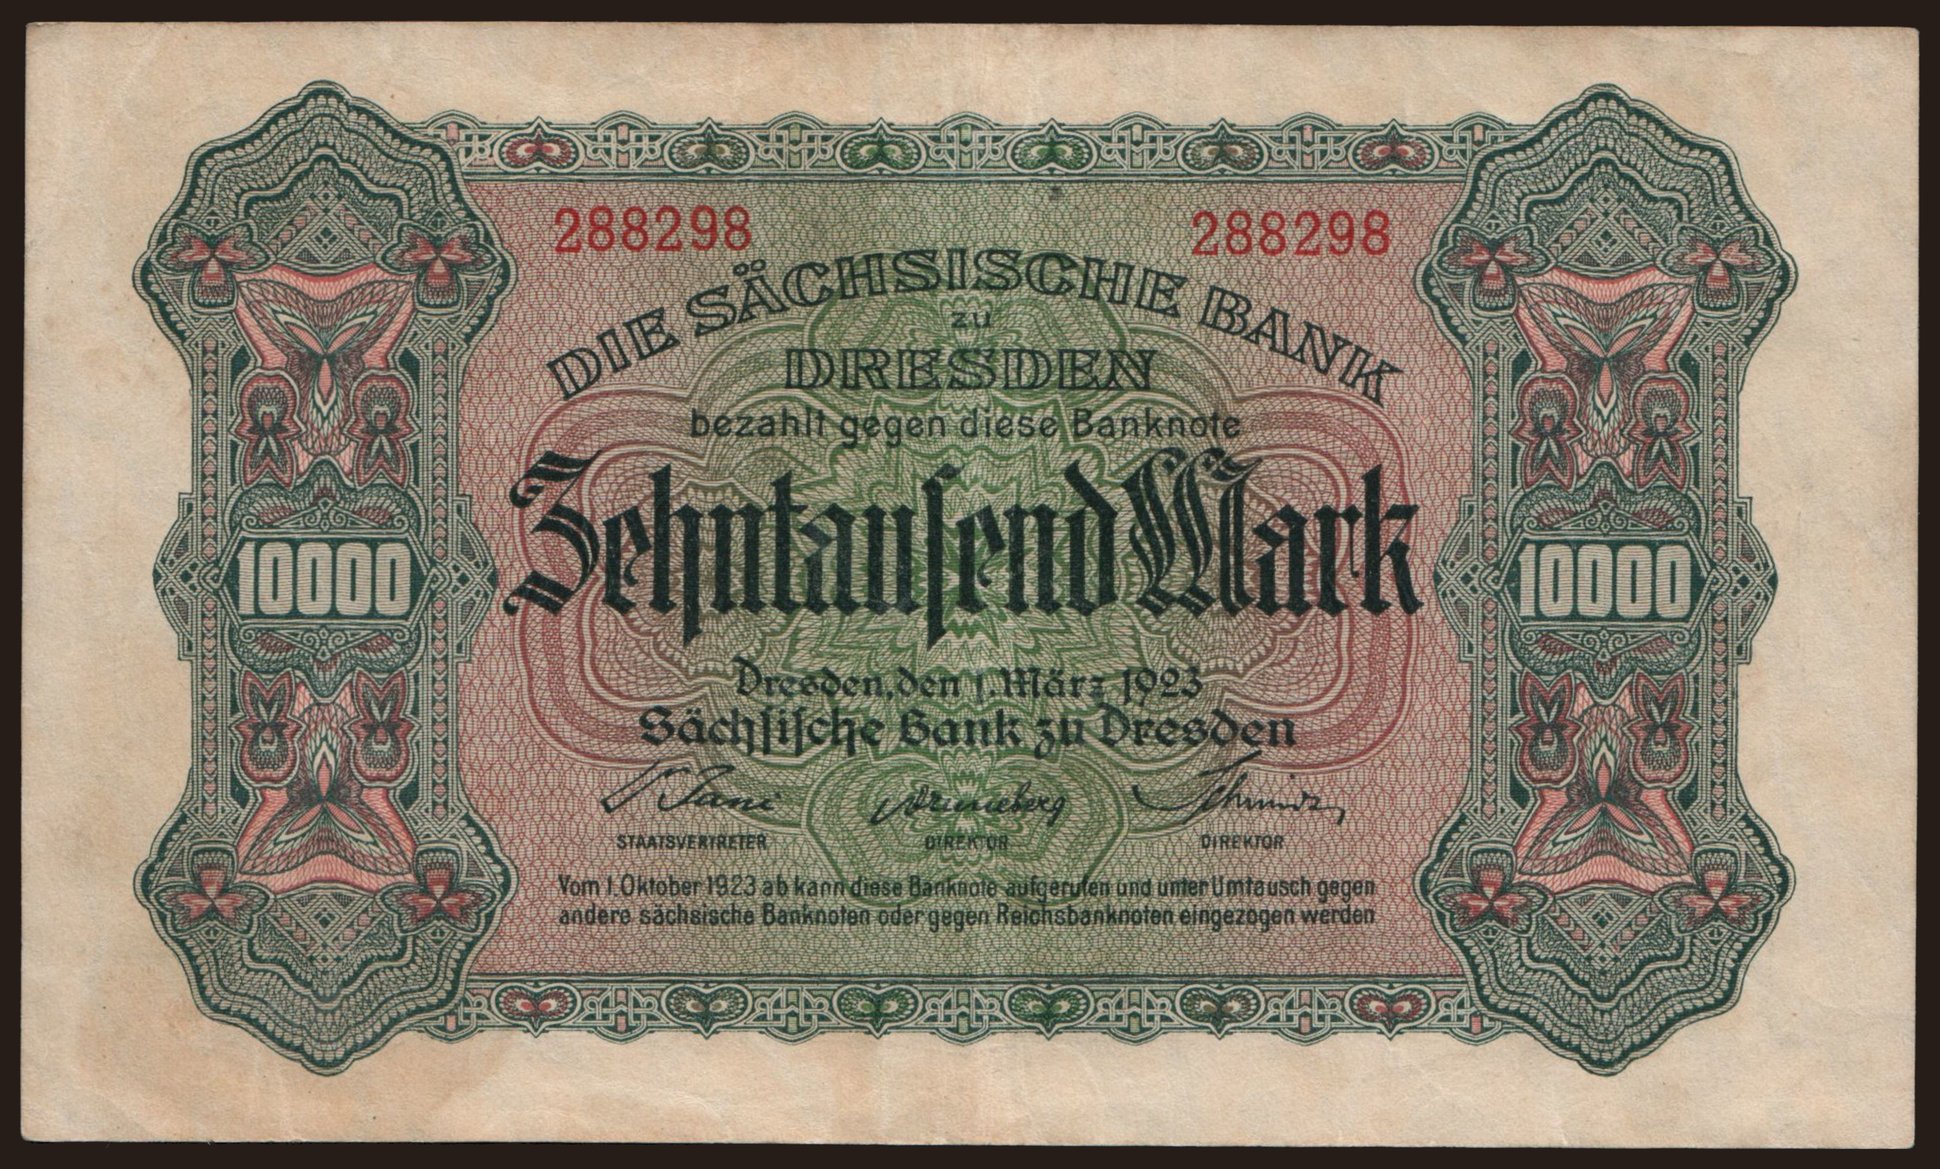 288298 288298
DIE SÄCHSISCHE BANK
zu
DRESDEN
bezahlt gegen diese Banknote
Zehntauſend Mark
10000 10000
Dresden, den 1. März 1923
Sächſiſche Bank zu Dresden
STAATSVERTRETER DIREKTOR DIREKTOR
Vom 1. Oktober 1923 ab kann diese Banknote aufgerufen und unter Umtausch gegen
andere sächsische Banknoten oder gegen Reichsbanknoten eingezogen werden